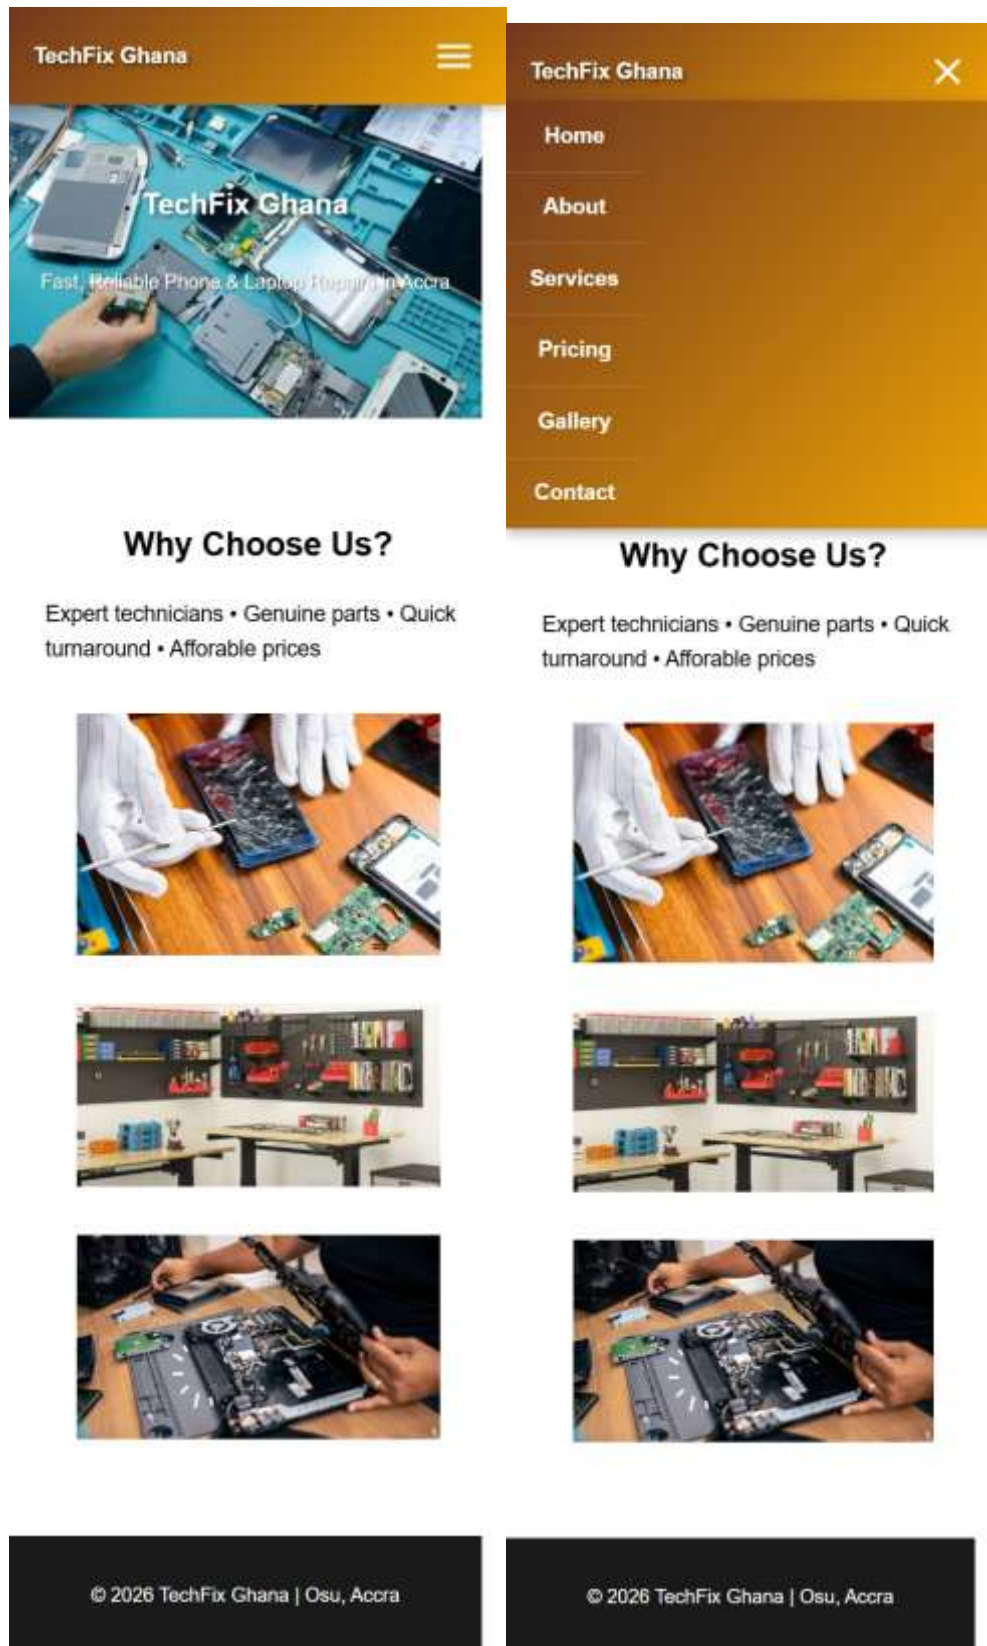 TechFix Ghana
TechFix Ghana
Fast, Reliable Phone & Laptop Repairs in Accra
Why Choose Us?
Expert technicians • Genuine parts • Quick
turnaround • Afforable prices
© 2026 TechFix Ghana | Osu, Accra
TechFix Ghana
Home
About
Services
Pricing
Gallery
Contact
Why Choose Us?
Expert technicians • Genuine parts • Quick
turnaround • Afforable prices
© 2026 TechFix Ghana | Osu, Accra